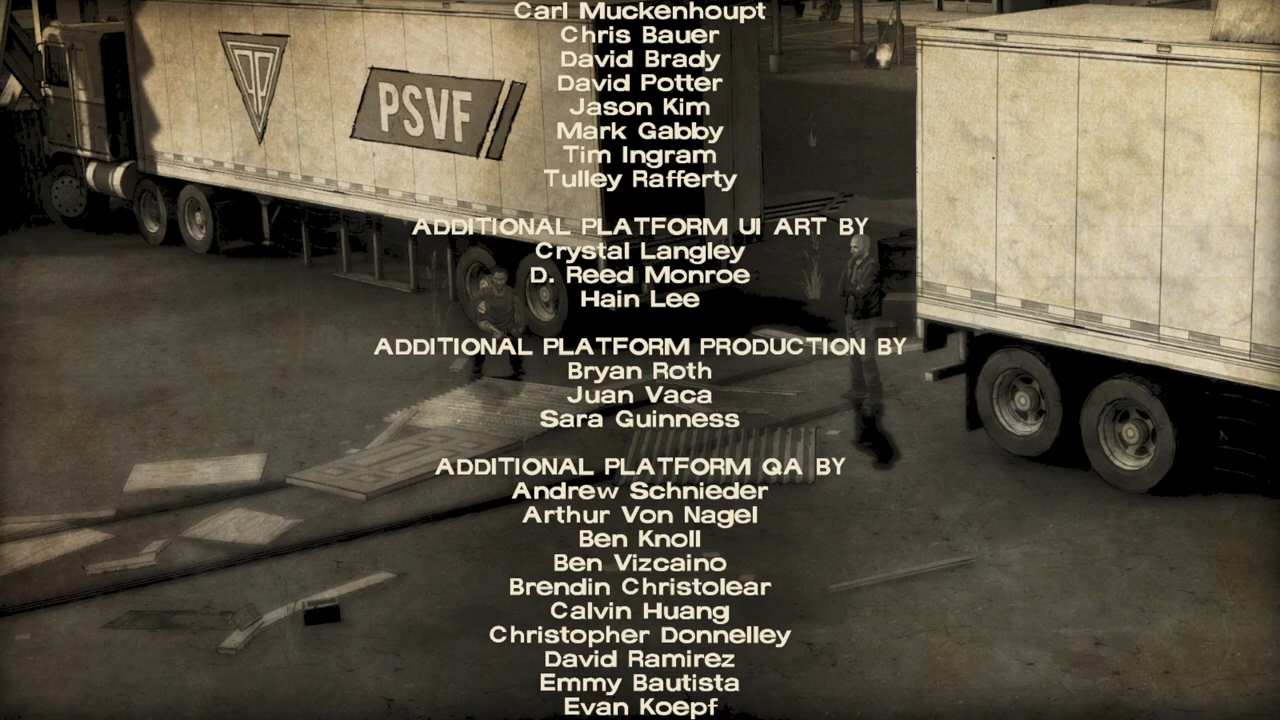 Carl Muckenhoupt
Chris Bauer
David Brady
David Potter
Jason Kim
Mark Gabby
Tim Ingram
Tulley Rafferty
PSVF
ADDITIONAL PLATFORM UI ART BY
Crystal Langley
D. Reed Monroe
Hain Lee
ADDITIONAL PLATFORM PRODUCTION BY
Bryan Roth
Juan Vaca
Sara Guinness
ADDITIONAL PLATFORM QA BY
Andrew Schnieder
Arthur Von Nagel
Ben Knoll
Ben Vizcaino
Brendin Christolear
Calvin Huang
Christopher Donnelley
David Ramirez
Emmy Bautista
Evan Koepf